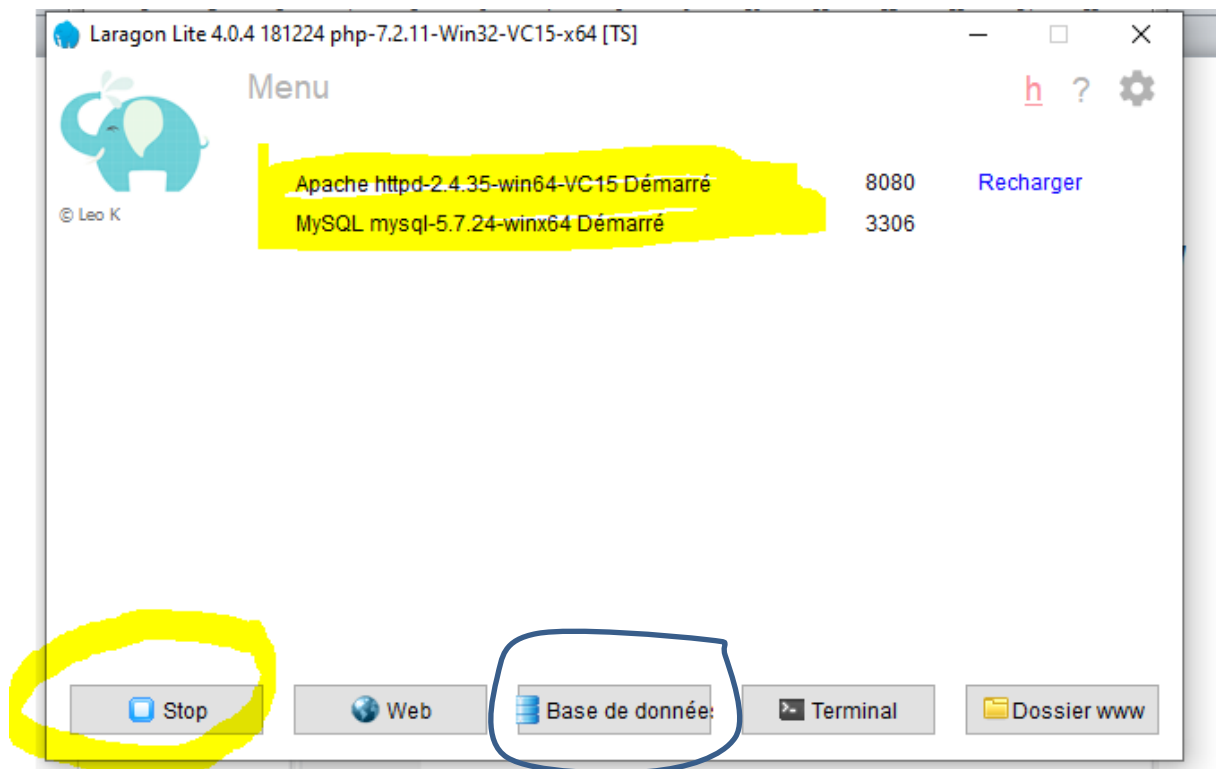 Laragon Lite 4.0.4 181224 php-7.2.11-Win32-VC15-x64 [TS]
Menu
h ?
© Leo K
Apache httpd-2.4.35-win64-VC15 Démarré 8080 Recharger
MySQL mysql-5.7.24-winx64 Démarré 3306
Stop Web Base de données Terminal Dossier www